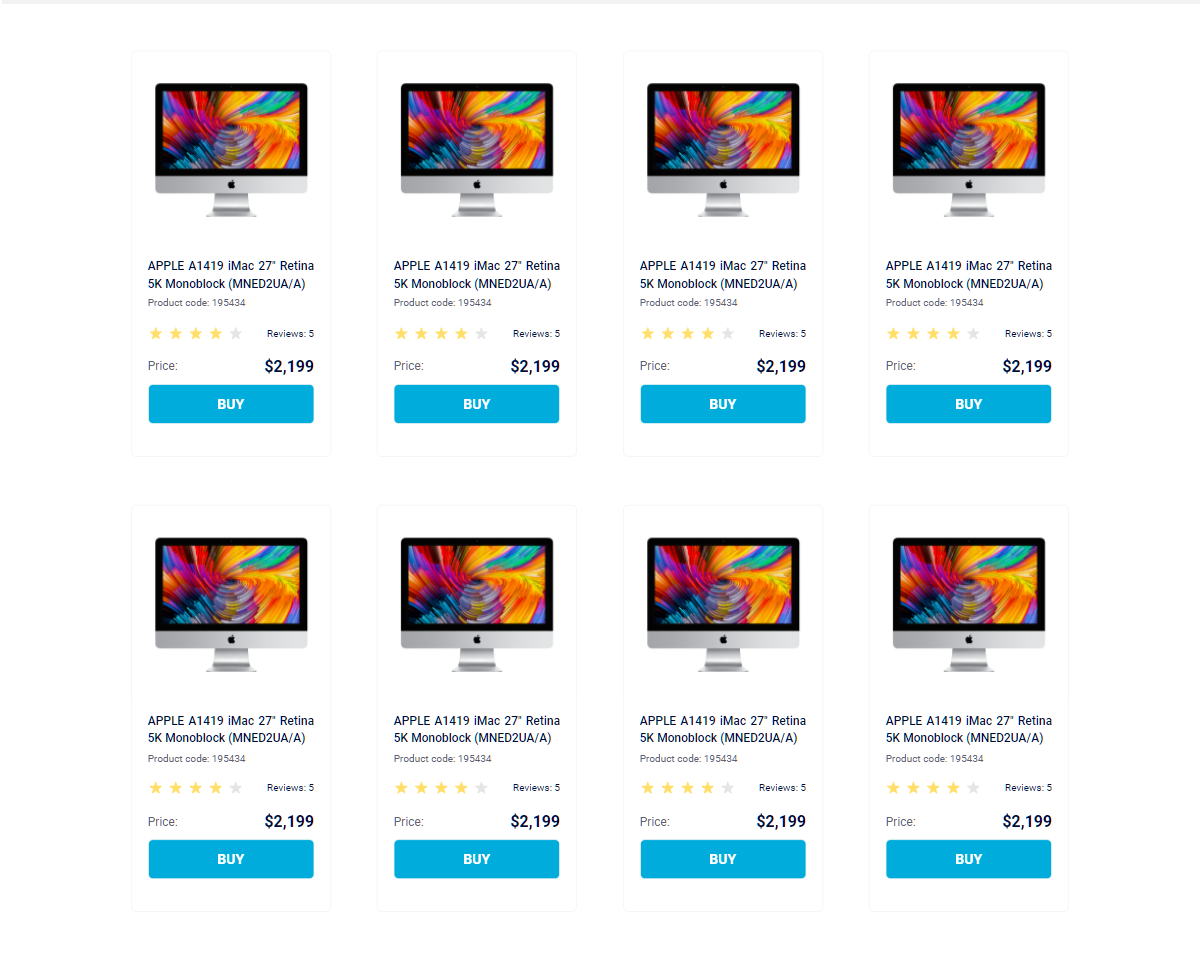 APPLE A1419 iMac 27" Retina
5K Monoblock (MNED2UA/A)
Product code: 195434
Reviews: 5
Price: $2,199
BUY
APPLE A1419 iMac 27" Retina
5K Monoblock (MNED2UA/A)
Product code: 195434
Reviews: 5
Price: $2,199
BUY
APPLE A1419 iMac 27" Retina
5K Monoblock (MNED2UA/A)
Product code: 195434
Reviews: 5
Price: $2,199
BUY
APPLE A1419 iMac 27" Retina
5K Monoblock (MNED2UA/A)
Product code: 195434
Reviews: 5
Price: $2,199
BUY
APPLE A1419 iMac 27" Retina
5K Monoblock (MNED2UA/A)
Product code: 195434
Reviews: 5
Price: $2,199
BUY
APPLE A1419 iMac 27" Retina
5K Monoblock (MNED2UA/A)
Product code: 195434
Reviews: 5
Price: $2,199
BUY
APPLE A1419 iMac 27" Retina
5K Monoblock (MNED2UA/A)
Product code: 195434
Reviews: 5
Price: $2,199
BUY
APPLE A1419 iMac 27" Retina
5K Monoblock (MNED2UA/A)
Product code: 195434
Reviews: 5
Price: $2,199
BUY